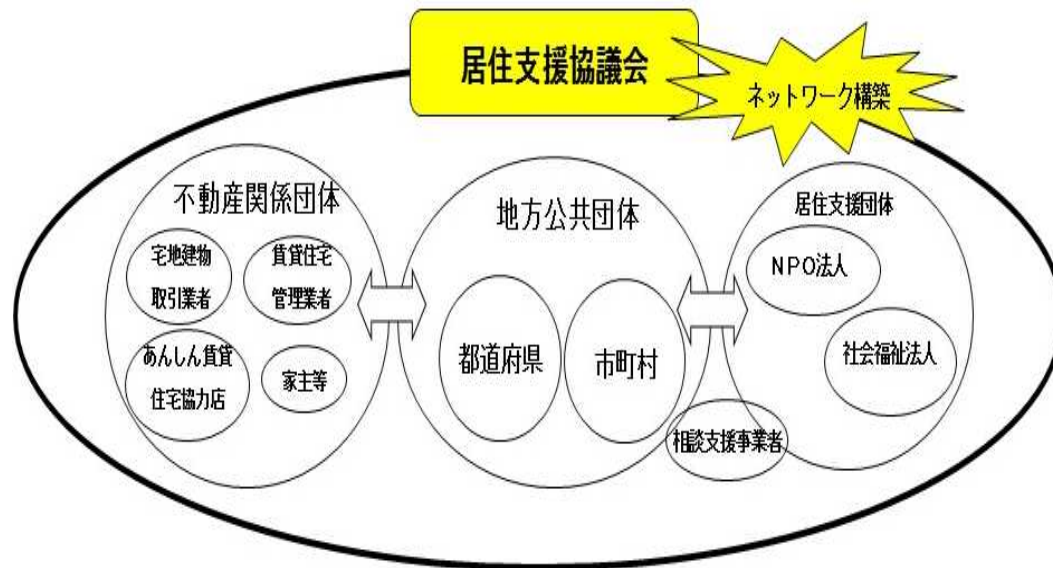 居住支援協議会
ネットワーク構築
不動産関係団体
宅地建物
取引業者
賃貸住宅
管理業者
あんしん賃貸
住宅協力店
家主等
地方公共団体
都道府県
市町村
居住支援団体
NPO法人
社会福祉法人
相談支援事業者